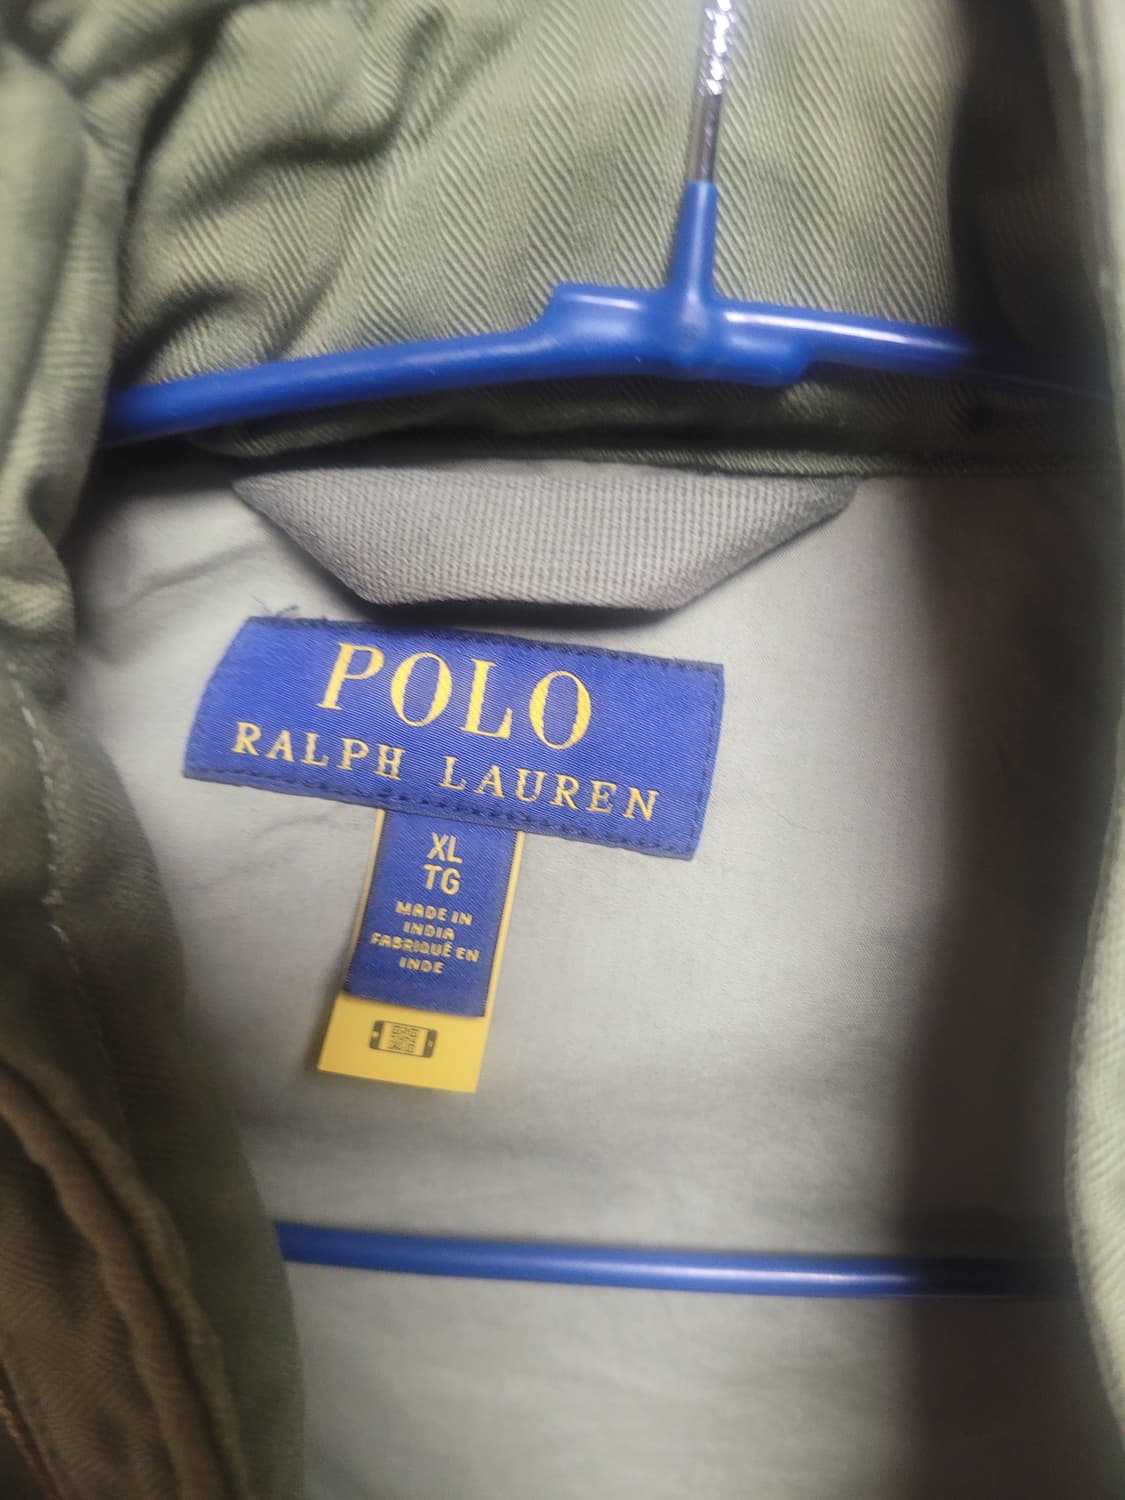 POLO
RALPH LAUREN
XL
TG
MADE IN
INDIA
FABRIQUÉ EN
INDE